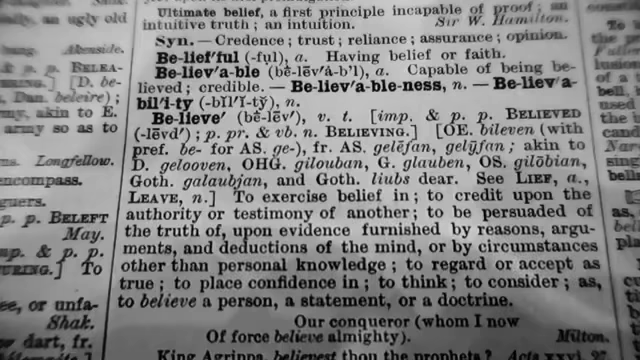 Ultimate belief, a first principle incapable of proof; an
intuitive truth; an intuition. Sir W. Hamilton.
Syn. — Credence; trust; reliance; assurance; opinion.
Be-lief′ful (-fụl), a. Having belief or faith.
Be-liev′a-ble (bē̍-lēv′ȧ-b'l), a. Capable of being be-
lieved; credible. — Be-liev′a-ble-ness, n. — Be-liev′a-
bil′i-ty (-bĭl′ĭ-ty̆), n.
Be-lieve′ (bē̍-lēv′), v. t. [imp. & p. p. BELIEVED
(-lēvd′); p. pr. & vb. n. BELIEVING.] [OE. bileven (with
pref. be- for AS. ge-), fr. AS. gelēfan, gelȳfan; akin to
D. gelooven, OHG. gilouban, G. glauben, OS. gilōbian,
Goth. galaubjan, and Goth. liubs dear. See LIEF, a.,
LEAVE, n.] To exercise belief in; to credit upon the
authority or testimony of another; to be persuaded of
the truth of, upon evidence furnished by reasons, argu-
ments, and deductions of the mind, or by circumstances
other than personal knowledge; to regard or accept as
true; to place confidence in; to think; to consider; as,
to believe a person, a statement, or a doctrine.
Our conqueror (whom I now
Of force believe almighty). Milton.
King Agrippa, believest thou the prophets? Acts
an ugly old
Akenside.
& p. p. BELEA-
[D. be-
Dan. beleire);
my, akin to E.
army so as to
Longfellow.
encompass.
guers.
p. p. BELEFT
May.
& p. p.
To
ee, or unfa-
Shak.
dart, fr.